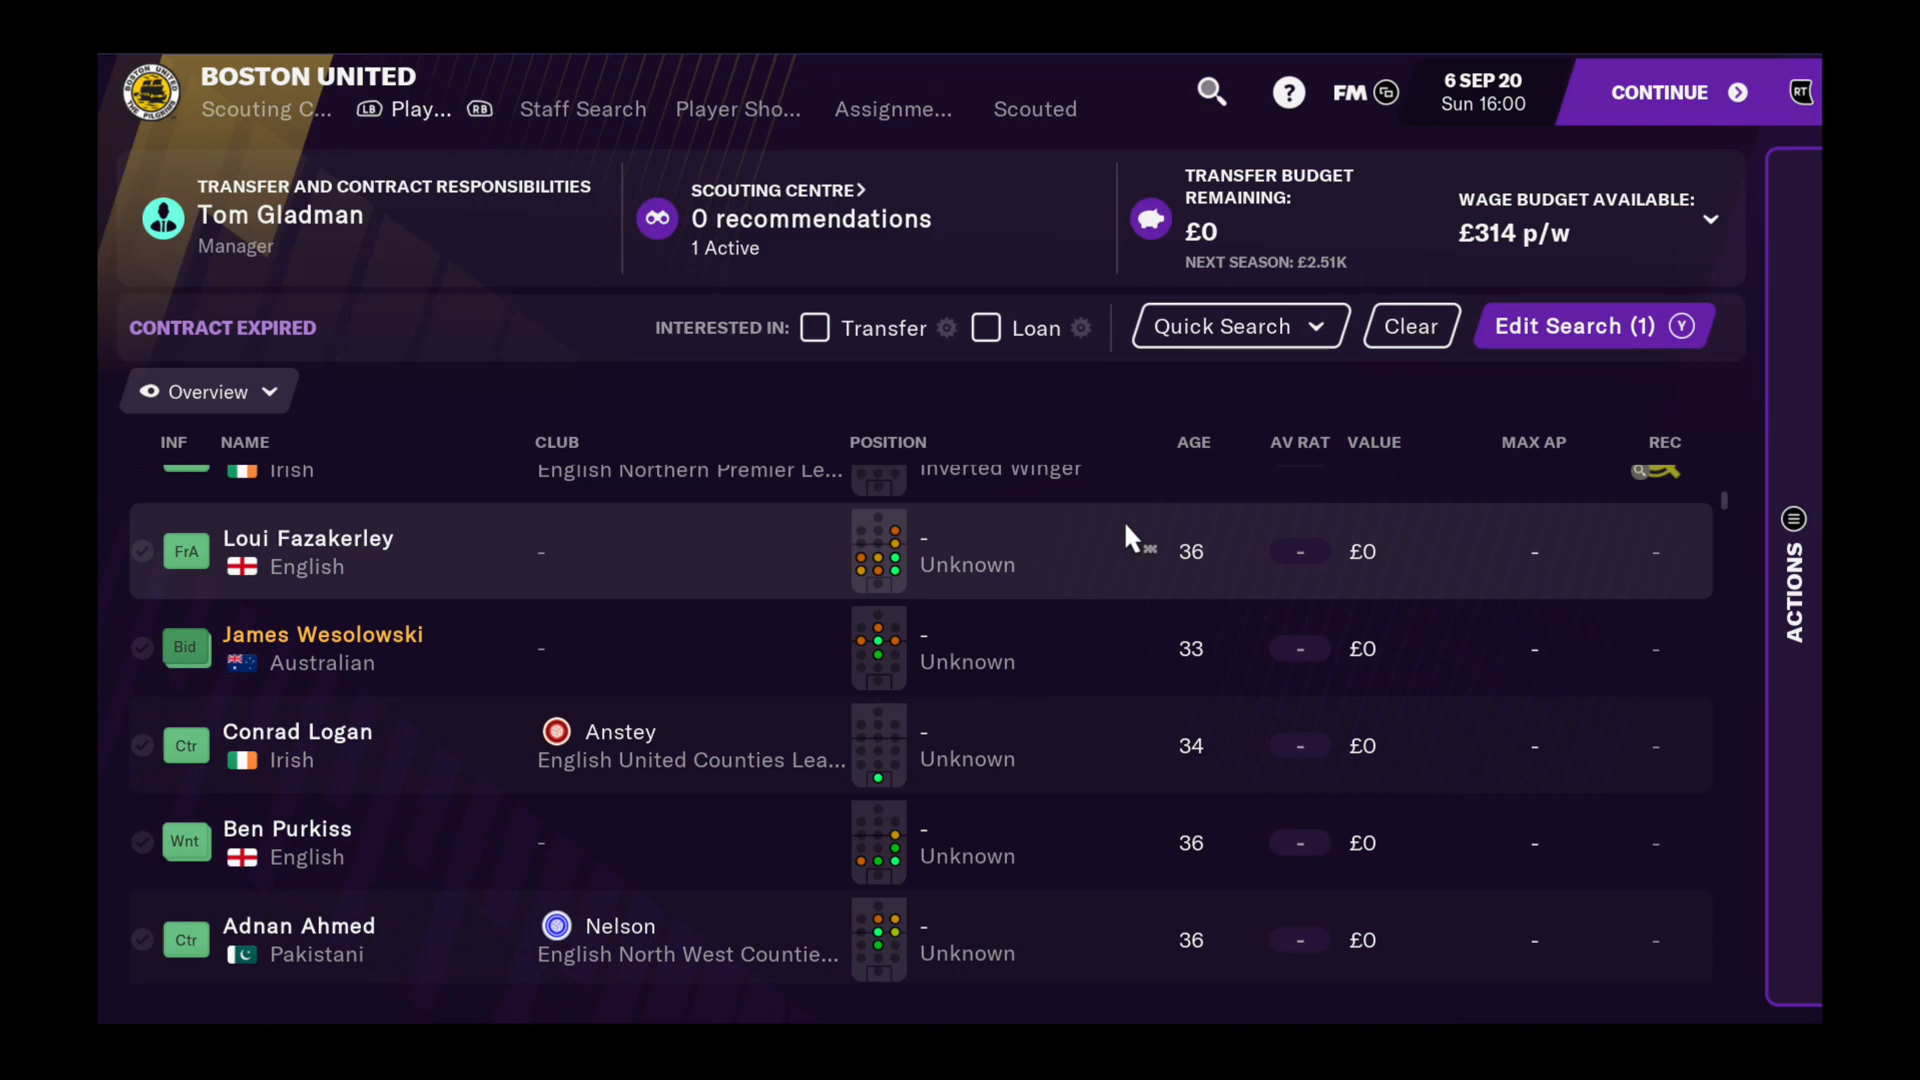 BOSTON UNITED
Scouting C... LB Play... RB Staff Search Player Sho... Assignme... Scouted
? FM 6 SEP 20 Sun 16:00 CONTINUE RT
TRANSFER AND CONTRACT RESPONSIBILITIES
Tom Gladman
Manager
SCOUTING CENTRE
0 recommendations
1 Active
TRANSFER BUDGET
REMAINING:
£0
NEXT SEASON: £2.51K
WAGE BUDGET AVAILABLE:
£314 p/w
CONTRACT EXPIRED INTERESTED IN: Transfer Loan Quick Search Clear Edit Search (1) Y
Overview
INF NAME CLUB POSITION AGE AV RAT VALUE MAX AP REC
Irish English Northern Premier Le... Inverted Winger
FrA Loui Fazakerley - - 36 - £0 - -
English Unknown
Bid James Wesolowski - - 33 - £0 - -
Australian Unknown
Ctr Conrad Logan Anstey - 34 - £0 - -
Irish English United Counties Lea... Unknown
Wnt Ben Purkiss - - 36 - £0 - -
English Unknown
Ctr Adnan Ahmed Nelson - 36 - £0 - -
Pakistani English North West Countie... Unknown
ACTIONS